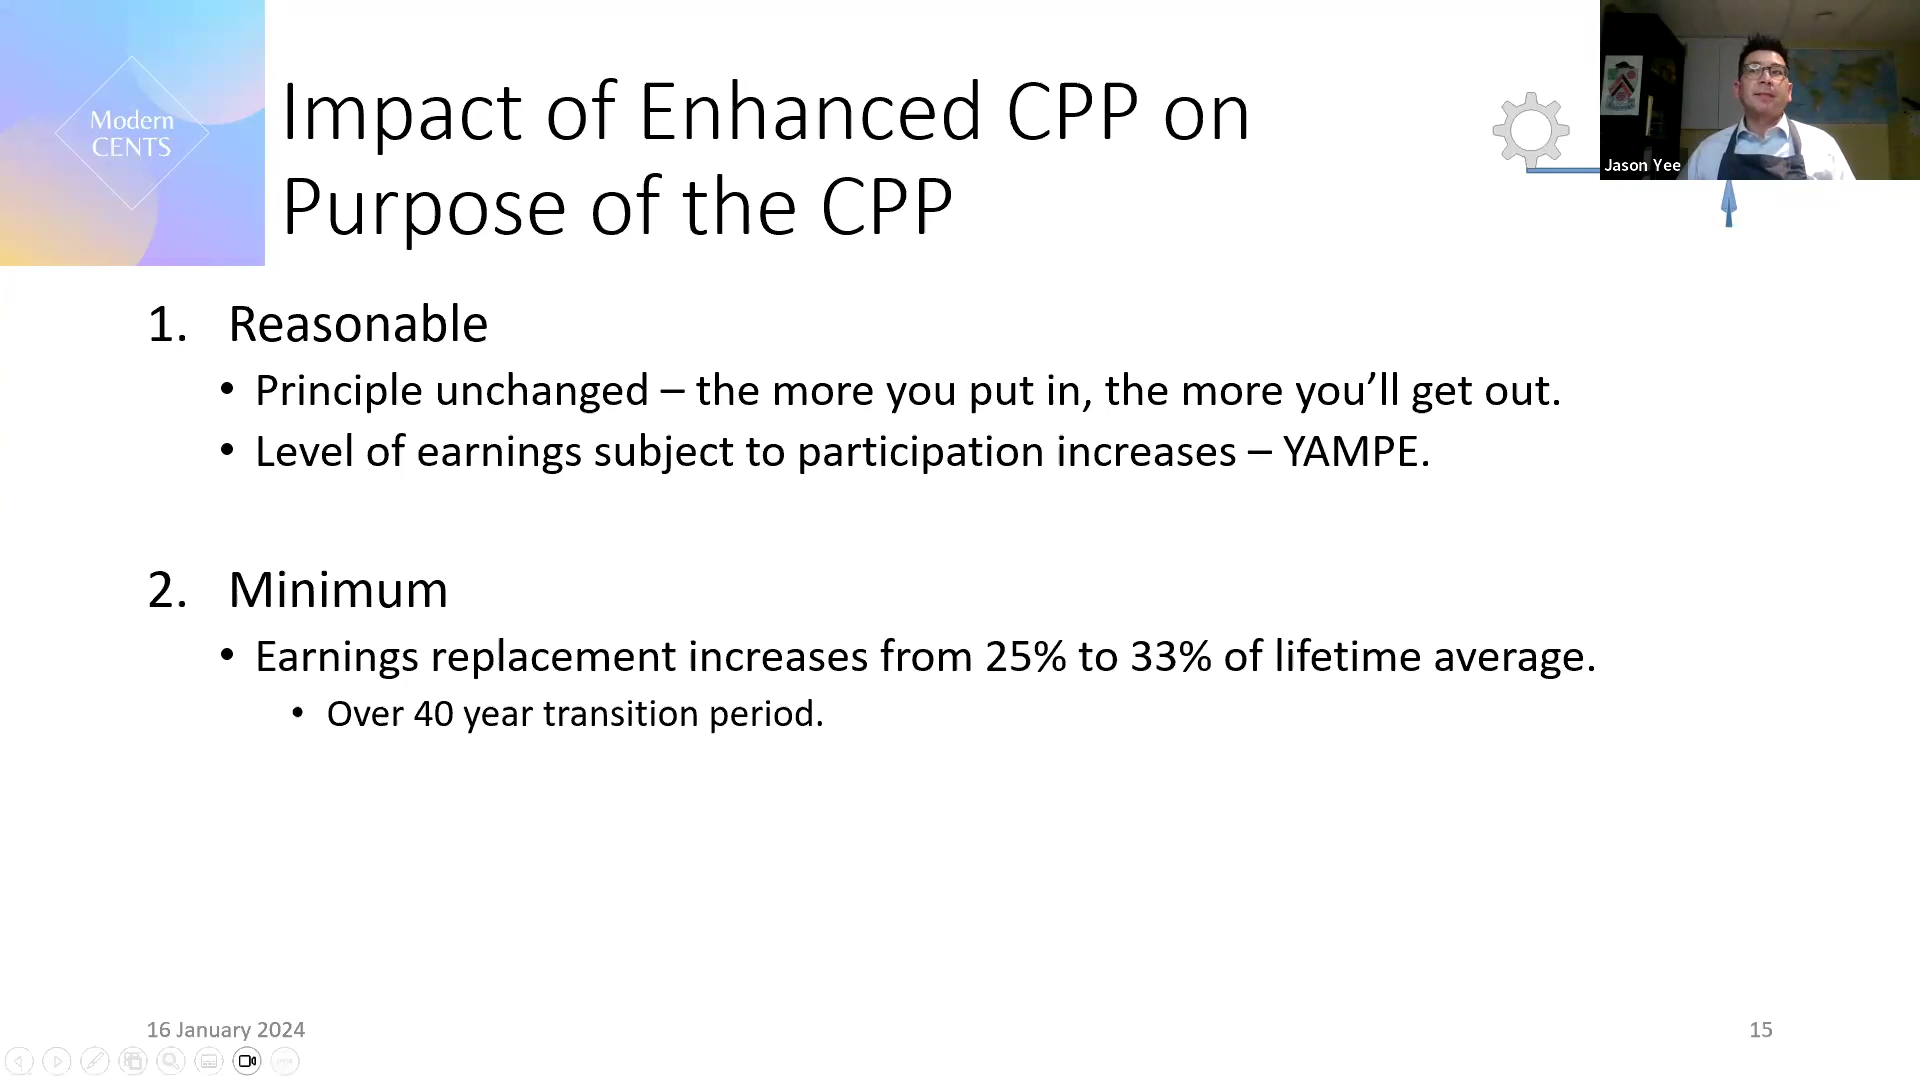 Modern
CENTS
Impact of Enhanced CPP on
Purpose of the CPP
Jason Yee
1. Reasonable
• Principle unchanged – the more you put in, the more you’ll get out.
• Level of earnings subject to participation increases – YAMPE.
2. Minimum
• Earnings replacement increases from 25% to 33% of lifetime average.
• Over 40 year transition period.
16 January 2024
15